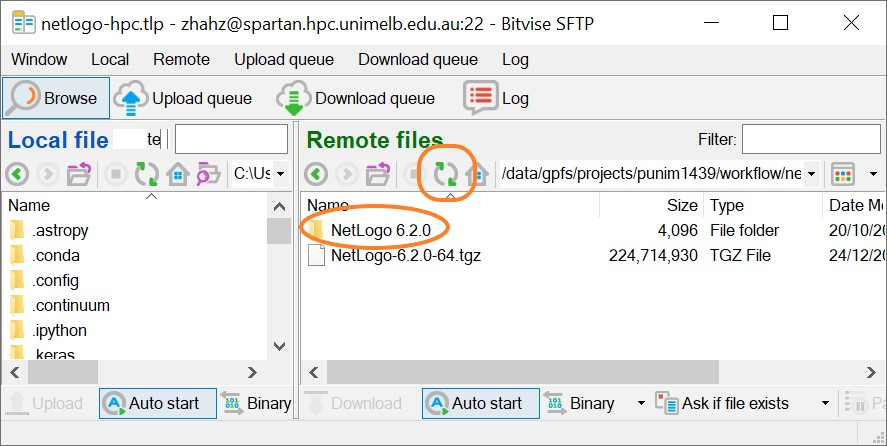 netlogo-hpc.tlp - zhahz@spartan.hpc.unimelb.edu.au:22 - Bitvise SFTP
Window Local Remote Upload queue Download queue Log
Browse Upload queue Download queue Log
Local file te
Remote files Filter:
C:\Us
/data/gpfs/projects/punim1439/workflow/ne
Name
Name Size Type Date Mo
.astropy
.conda
.config
.continuum
.ipython
.keras
NetLogo 6.2.0 4,096 File folder 20/10/20
NetLogo-6.2.0-64.tgz 224,714,930 TGZ File 24/12/20
Upload Auto start Binary
Download Auto start Binary Ask if file exists Pa